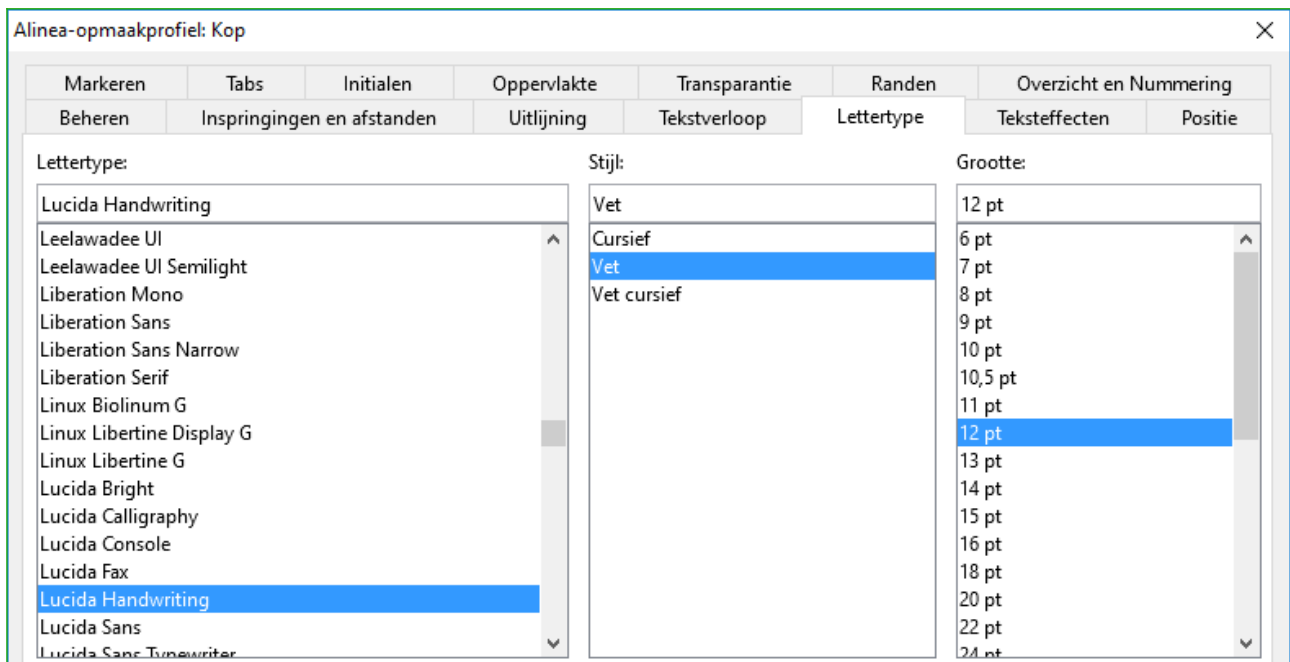 Alinea-opmaakprofiel: Kop
Markeren Tabs Initialen Oppervlakte Transparantie Randen Overzicht en Nummering
Beheren Inspringingen en afstanden Uitlijning Tekstverloop Lettertype Teksteffecten Positie
Lettertype: Stijl: Grootte:
Lucida Handwriting Vet 12 pt
Leelawadee UI Cursief 6 pt
Leelawadee UI Semilight Vet 7 pt
Liberation Mono Vet cursief 8 pt
Liberation Sans 9 pt
Liberation Sans Narrow 10 pt
Liberation Serif 10,5 pt
Linux Biolinum G 11 pt
Linux Libertine Display G 12 pt
Linux Libertine G 13 pt
Lucida Bright 14 pt
Lucida Calligraphy 15 pt
Lucida Console 16 pt
Lucida Fax 18 pt
Lucida Handwriting 20 pt
Lucida Sans 22 pt
Lucida Sans Typewriter 24 pt